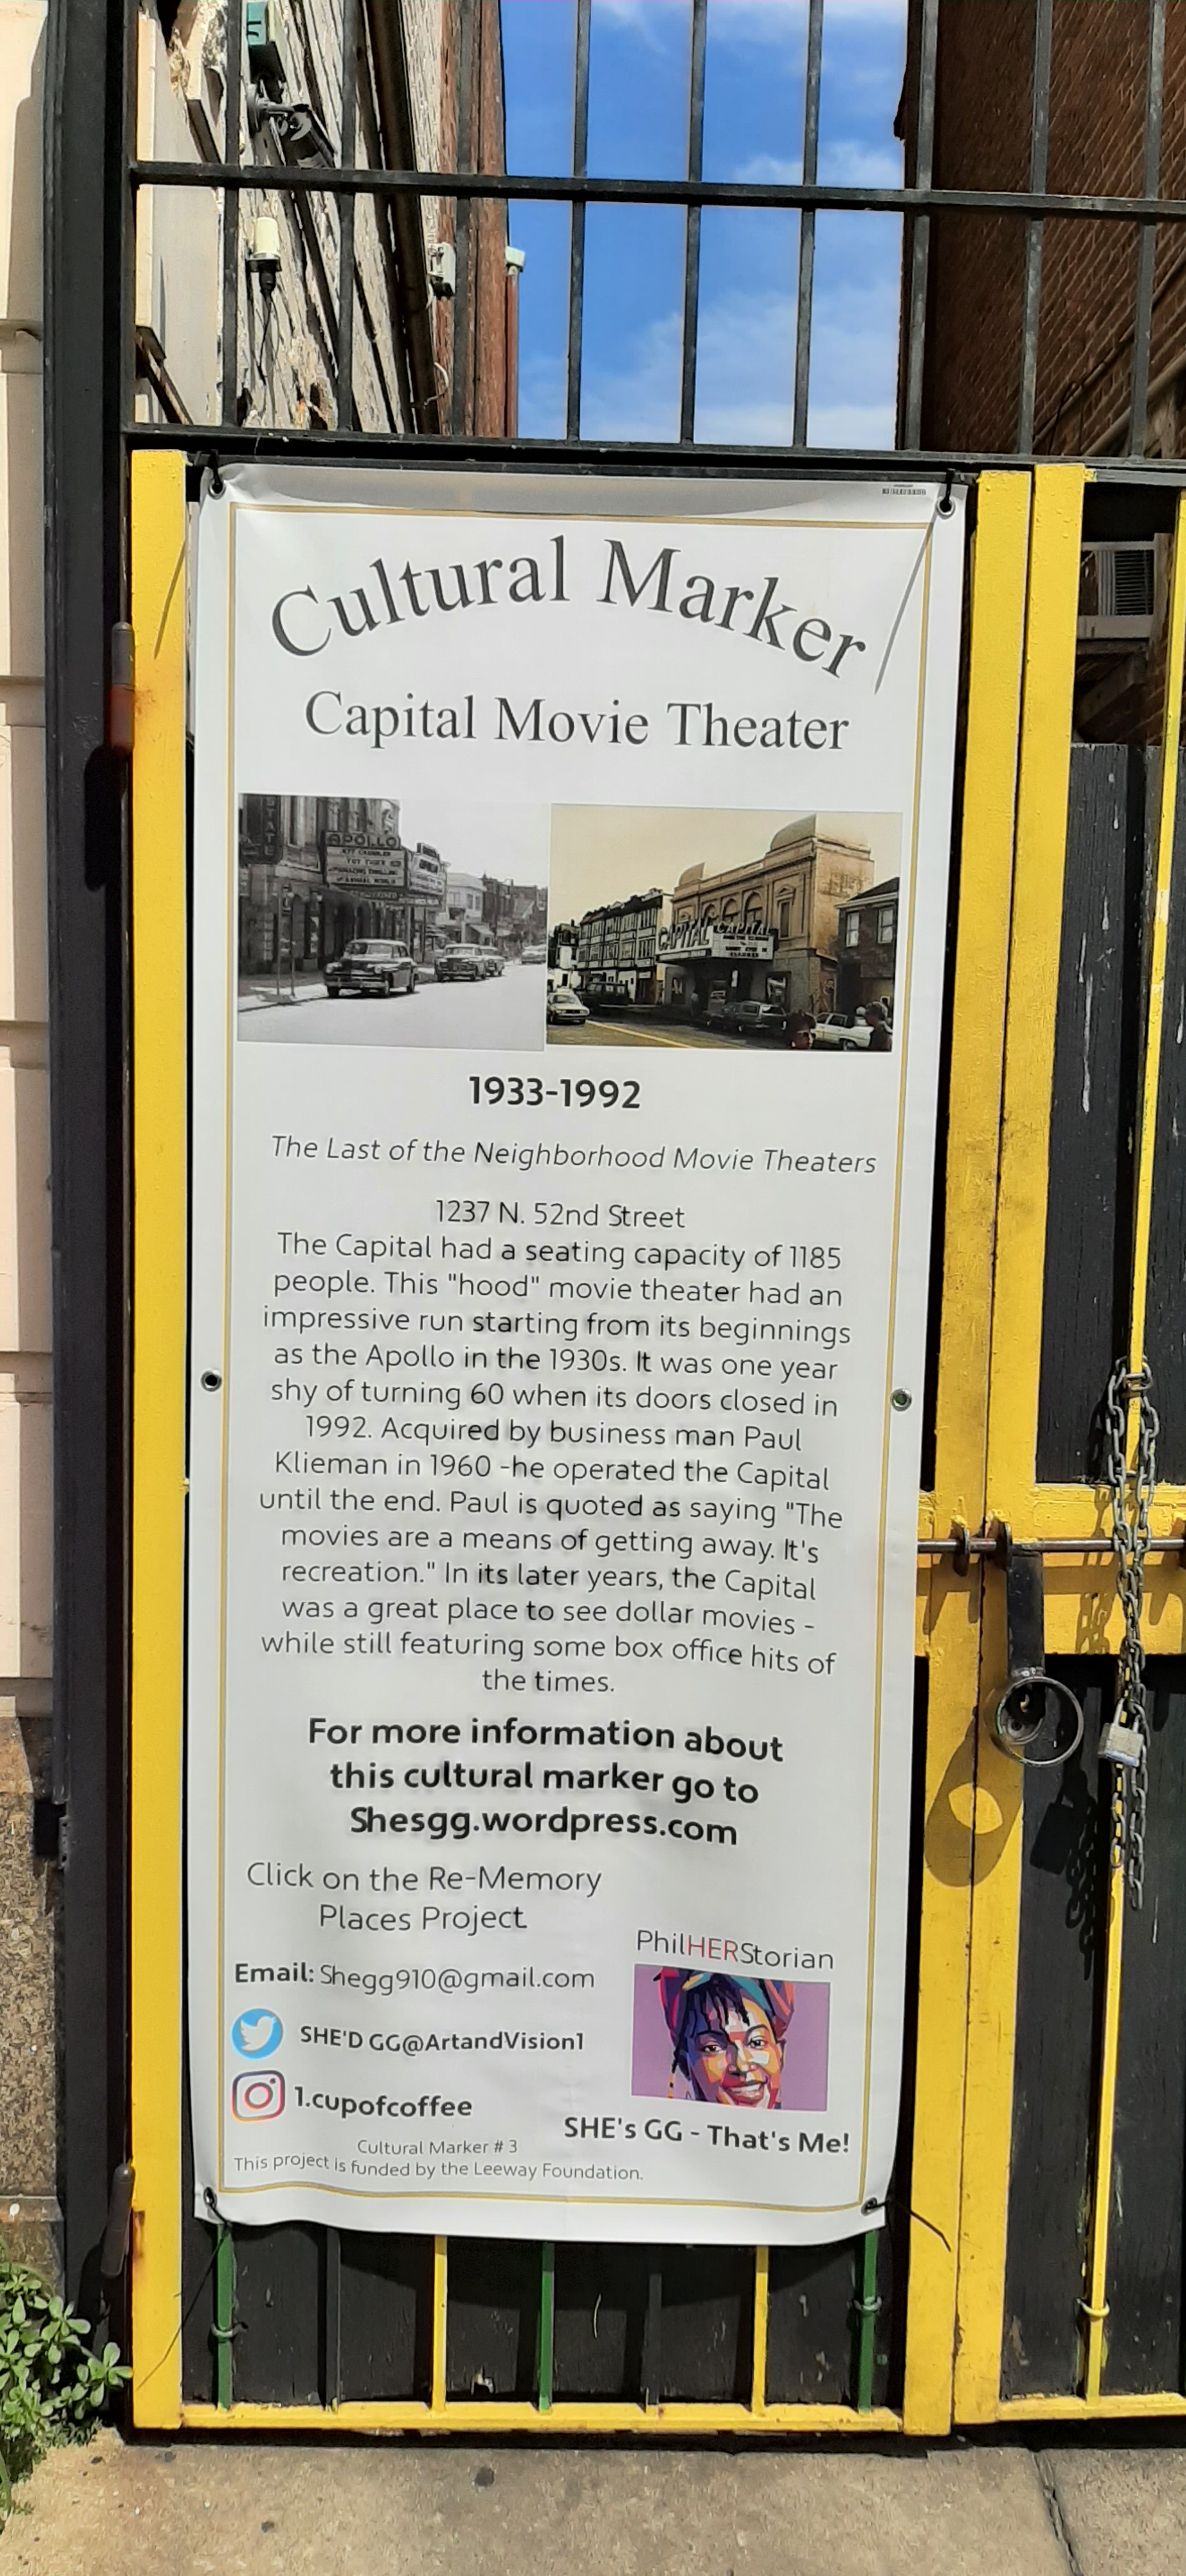 Cultural Marker
Capital Movie Theater
APOLLO
CAPITAL CAPITAL
1933-1992
The Last of the Neighborhood Movie Theaters
1237 N. 52nd Street
The Capital had a seating capacity of 1185
people. This "hood" movie theater had an
impressive run starting from its beginnings
as the Apollo in the 1930s. It was one year
shy of turning 60 when its doors closed in
1992. Acquired by business man Paul
Klieman in 1960 -he operated the Capital
until the end. Paul is quoted as saying "The
movies are a means of getting away. It's
recreation." In its later years, the Capital
was a great place to see dollar movies -
while still featuring some box office hits of
the times.
For more information about
this cultural marker go to
Shesgg.wordpress.com
Click on the Re-Memory
Places Project
Email: Shegg910@gmail.com
SHE'D GG@ArtandVision1
1.cupofcoffee
PhilHERStorian
SHE's GG - That's Me!
Cultural Marker # 3
This project is funded by the Leeway Foundation.